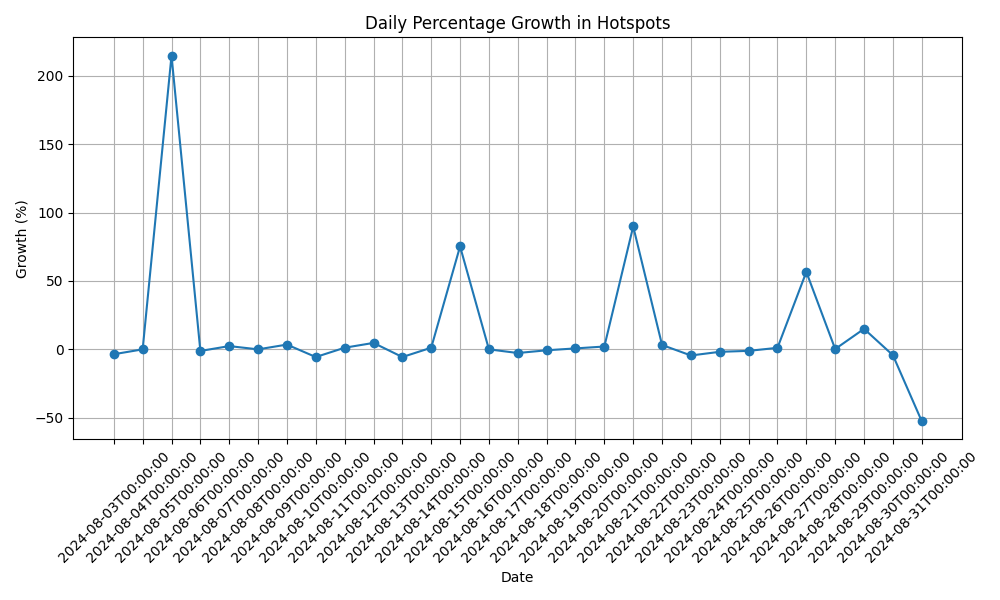 Daily Percentage Growth in Hotspots
Growth (%)
200
150
100
50
0
−50
2024-08-03T00:00:00
2024-08-04T00:00:00
2024-08-05T00:00:00
2024-08-06T00:00:00
2024-08-07T00:00:00
2024-08-08T00:00:00
2024-08-09T00:00:00
2024-08-10T00:00:00
2024-08-11T00:00:00
2024-08-12T00:00:00
2024-08-13T00:00:00
2024-08-14T00:00:00
2024-08-15T00:00:00
2024-08-16T00:00:00
2024-08-17T00:00:00
2024-08-18T00:00:00
2024-08-19T00:00:00
2024-08-20T00:00:00
2024-08-21T00:00:00
2024-08-22T00:00:00
2024-08-23T00:00:00
2024-08-24T00:00:00
2024-08-25T00:00:00
2024-08-26T00:00:00
2024-08-27T00:00:00
2024-08-28T00:00:00
2024-08-29T00:00:00
2024-08-30T00:00:00
2024-08-31T00:00:00
Date